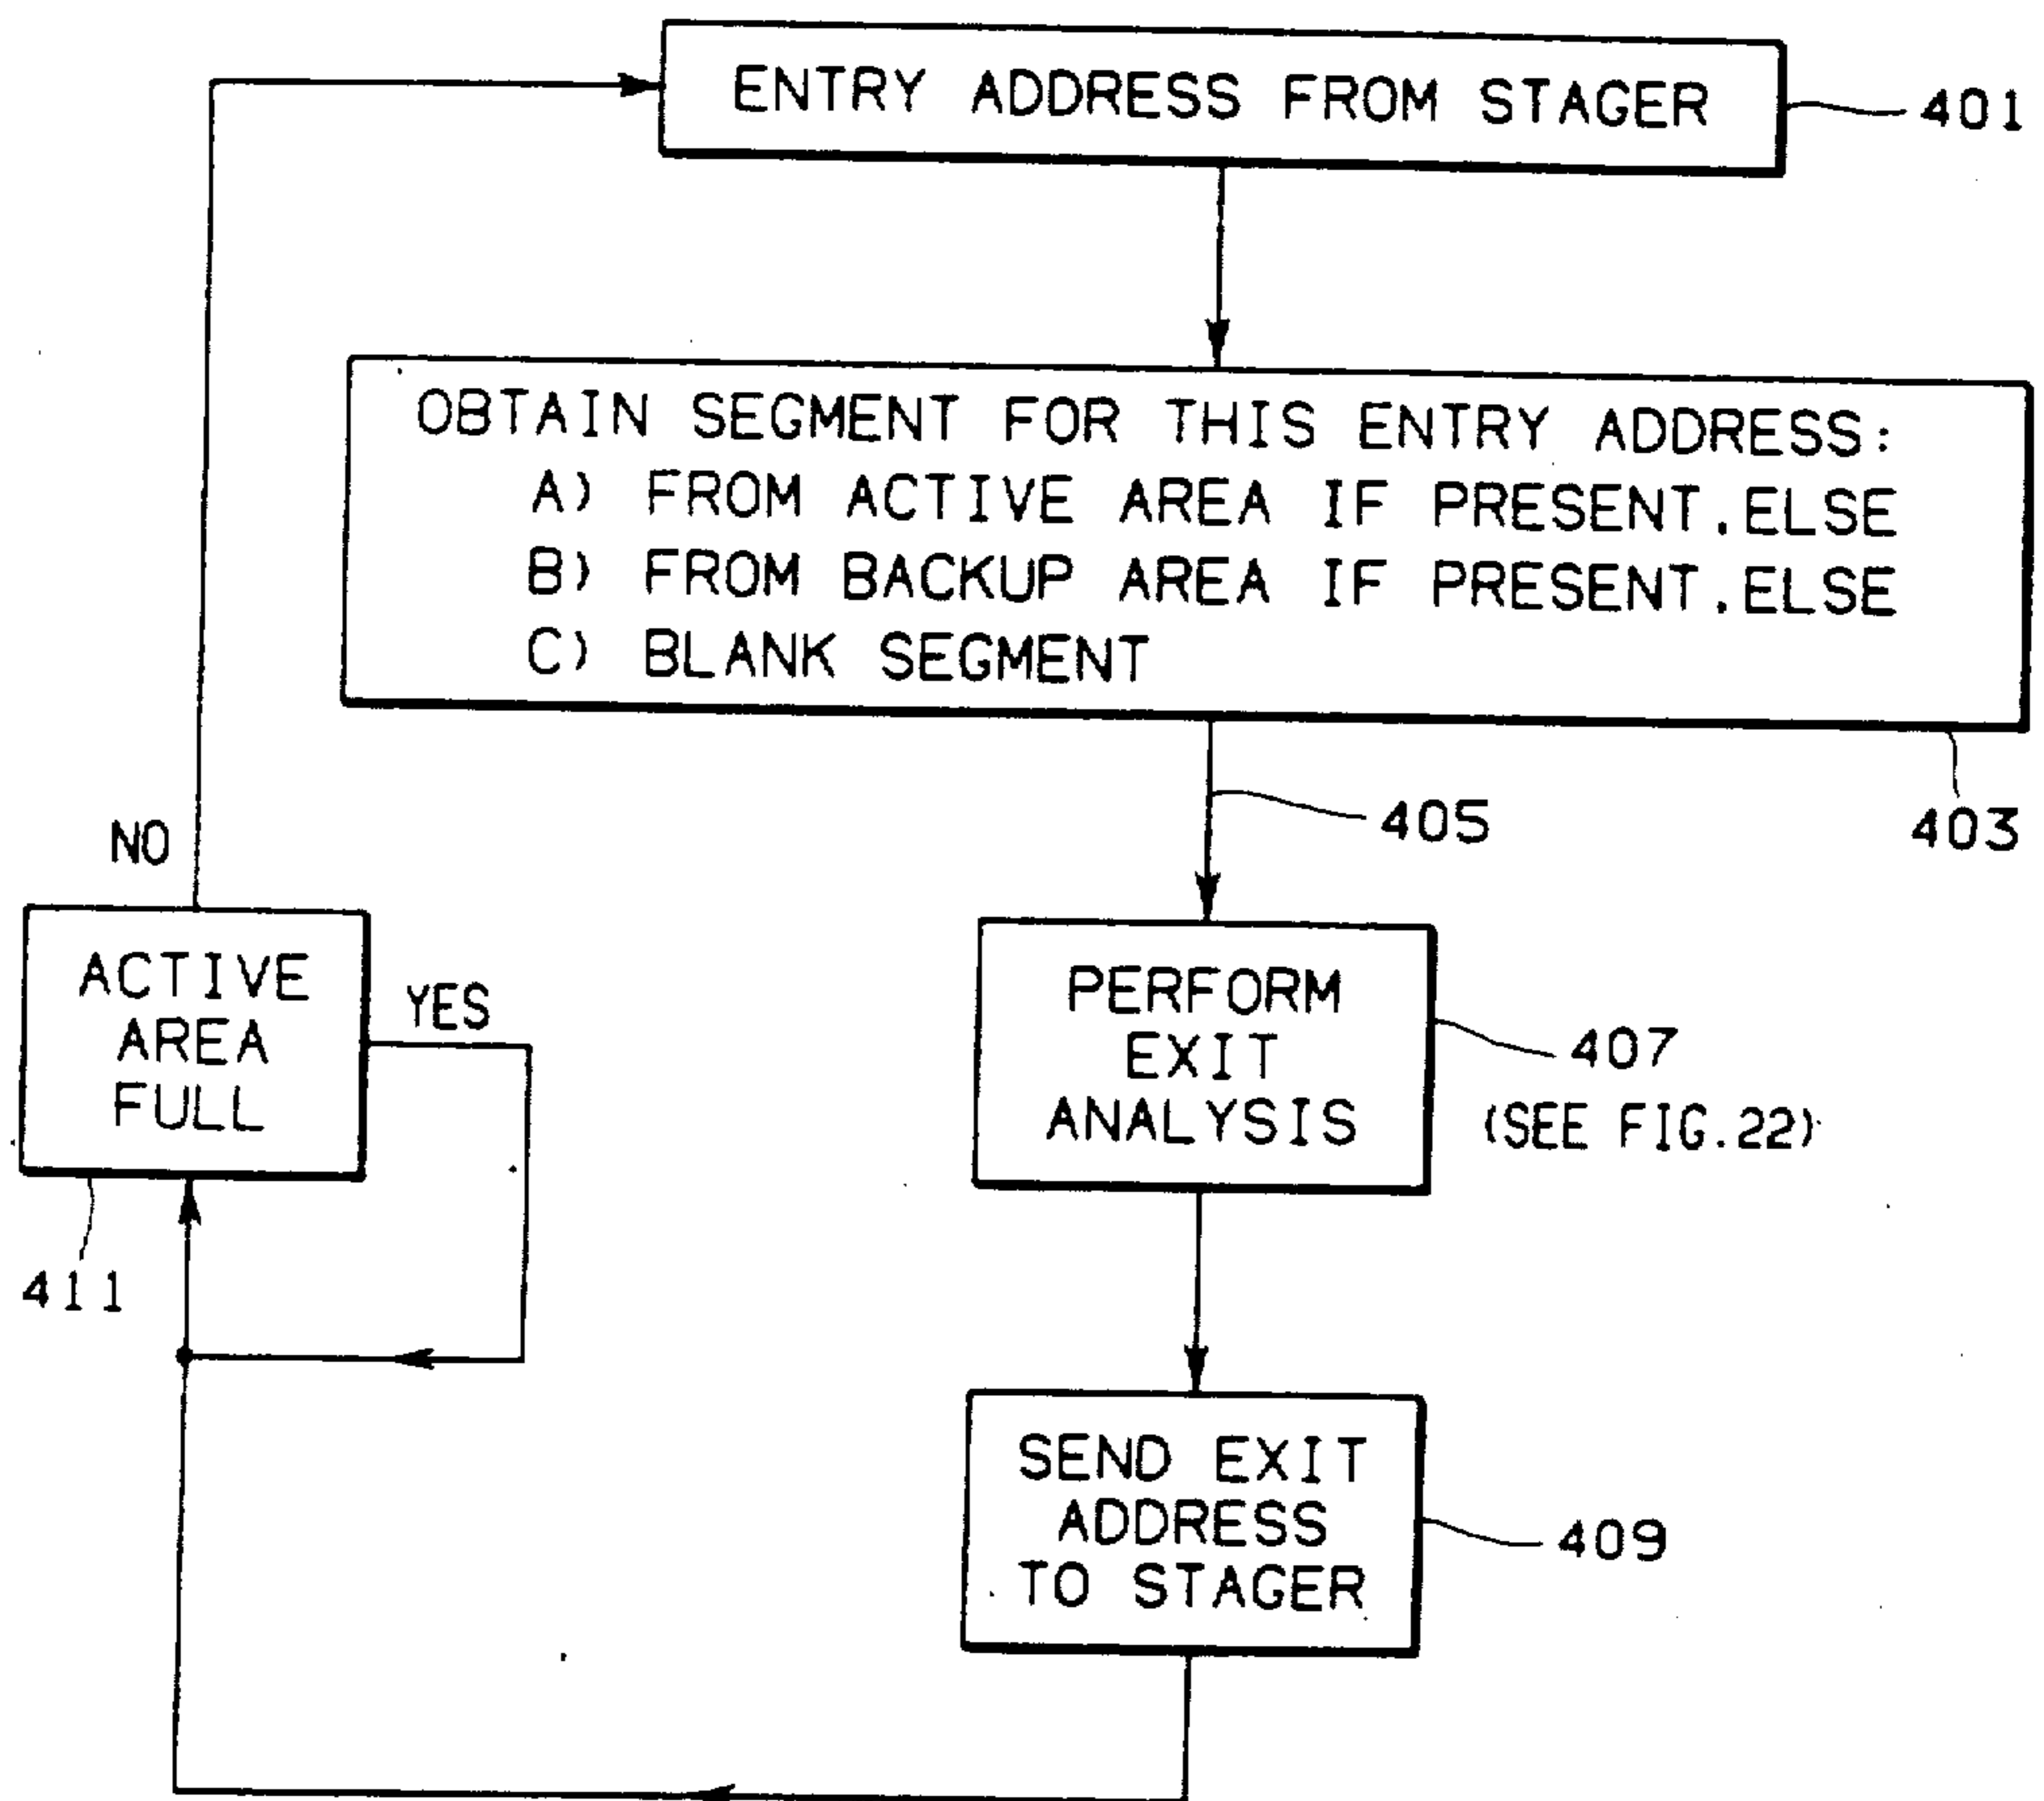 ENTRY ADDRESS FROM STAGER
401
OBTAIN SEGMENT FOR THIS ENTRY ADDRESS:
A) FROM ACTIVE AREA IF PRESENT.ELSE
B) FROM BACKUP AREA IF PRESENT.ELSE
C) BLANK SEGMENT
405
403
NO
ACTIVE
AREA
FULL
YES
411
PERFORM
EXIT
ANALYSIS
407
(SEE FIG.22)
SEND EXIT
ADDRESS
TO STAGER
409